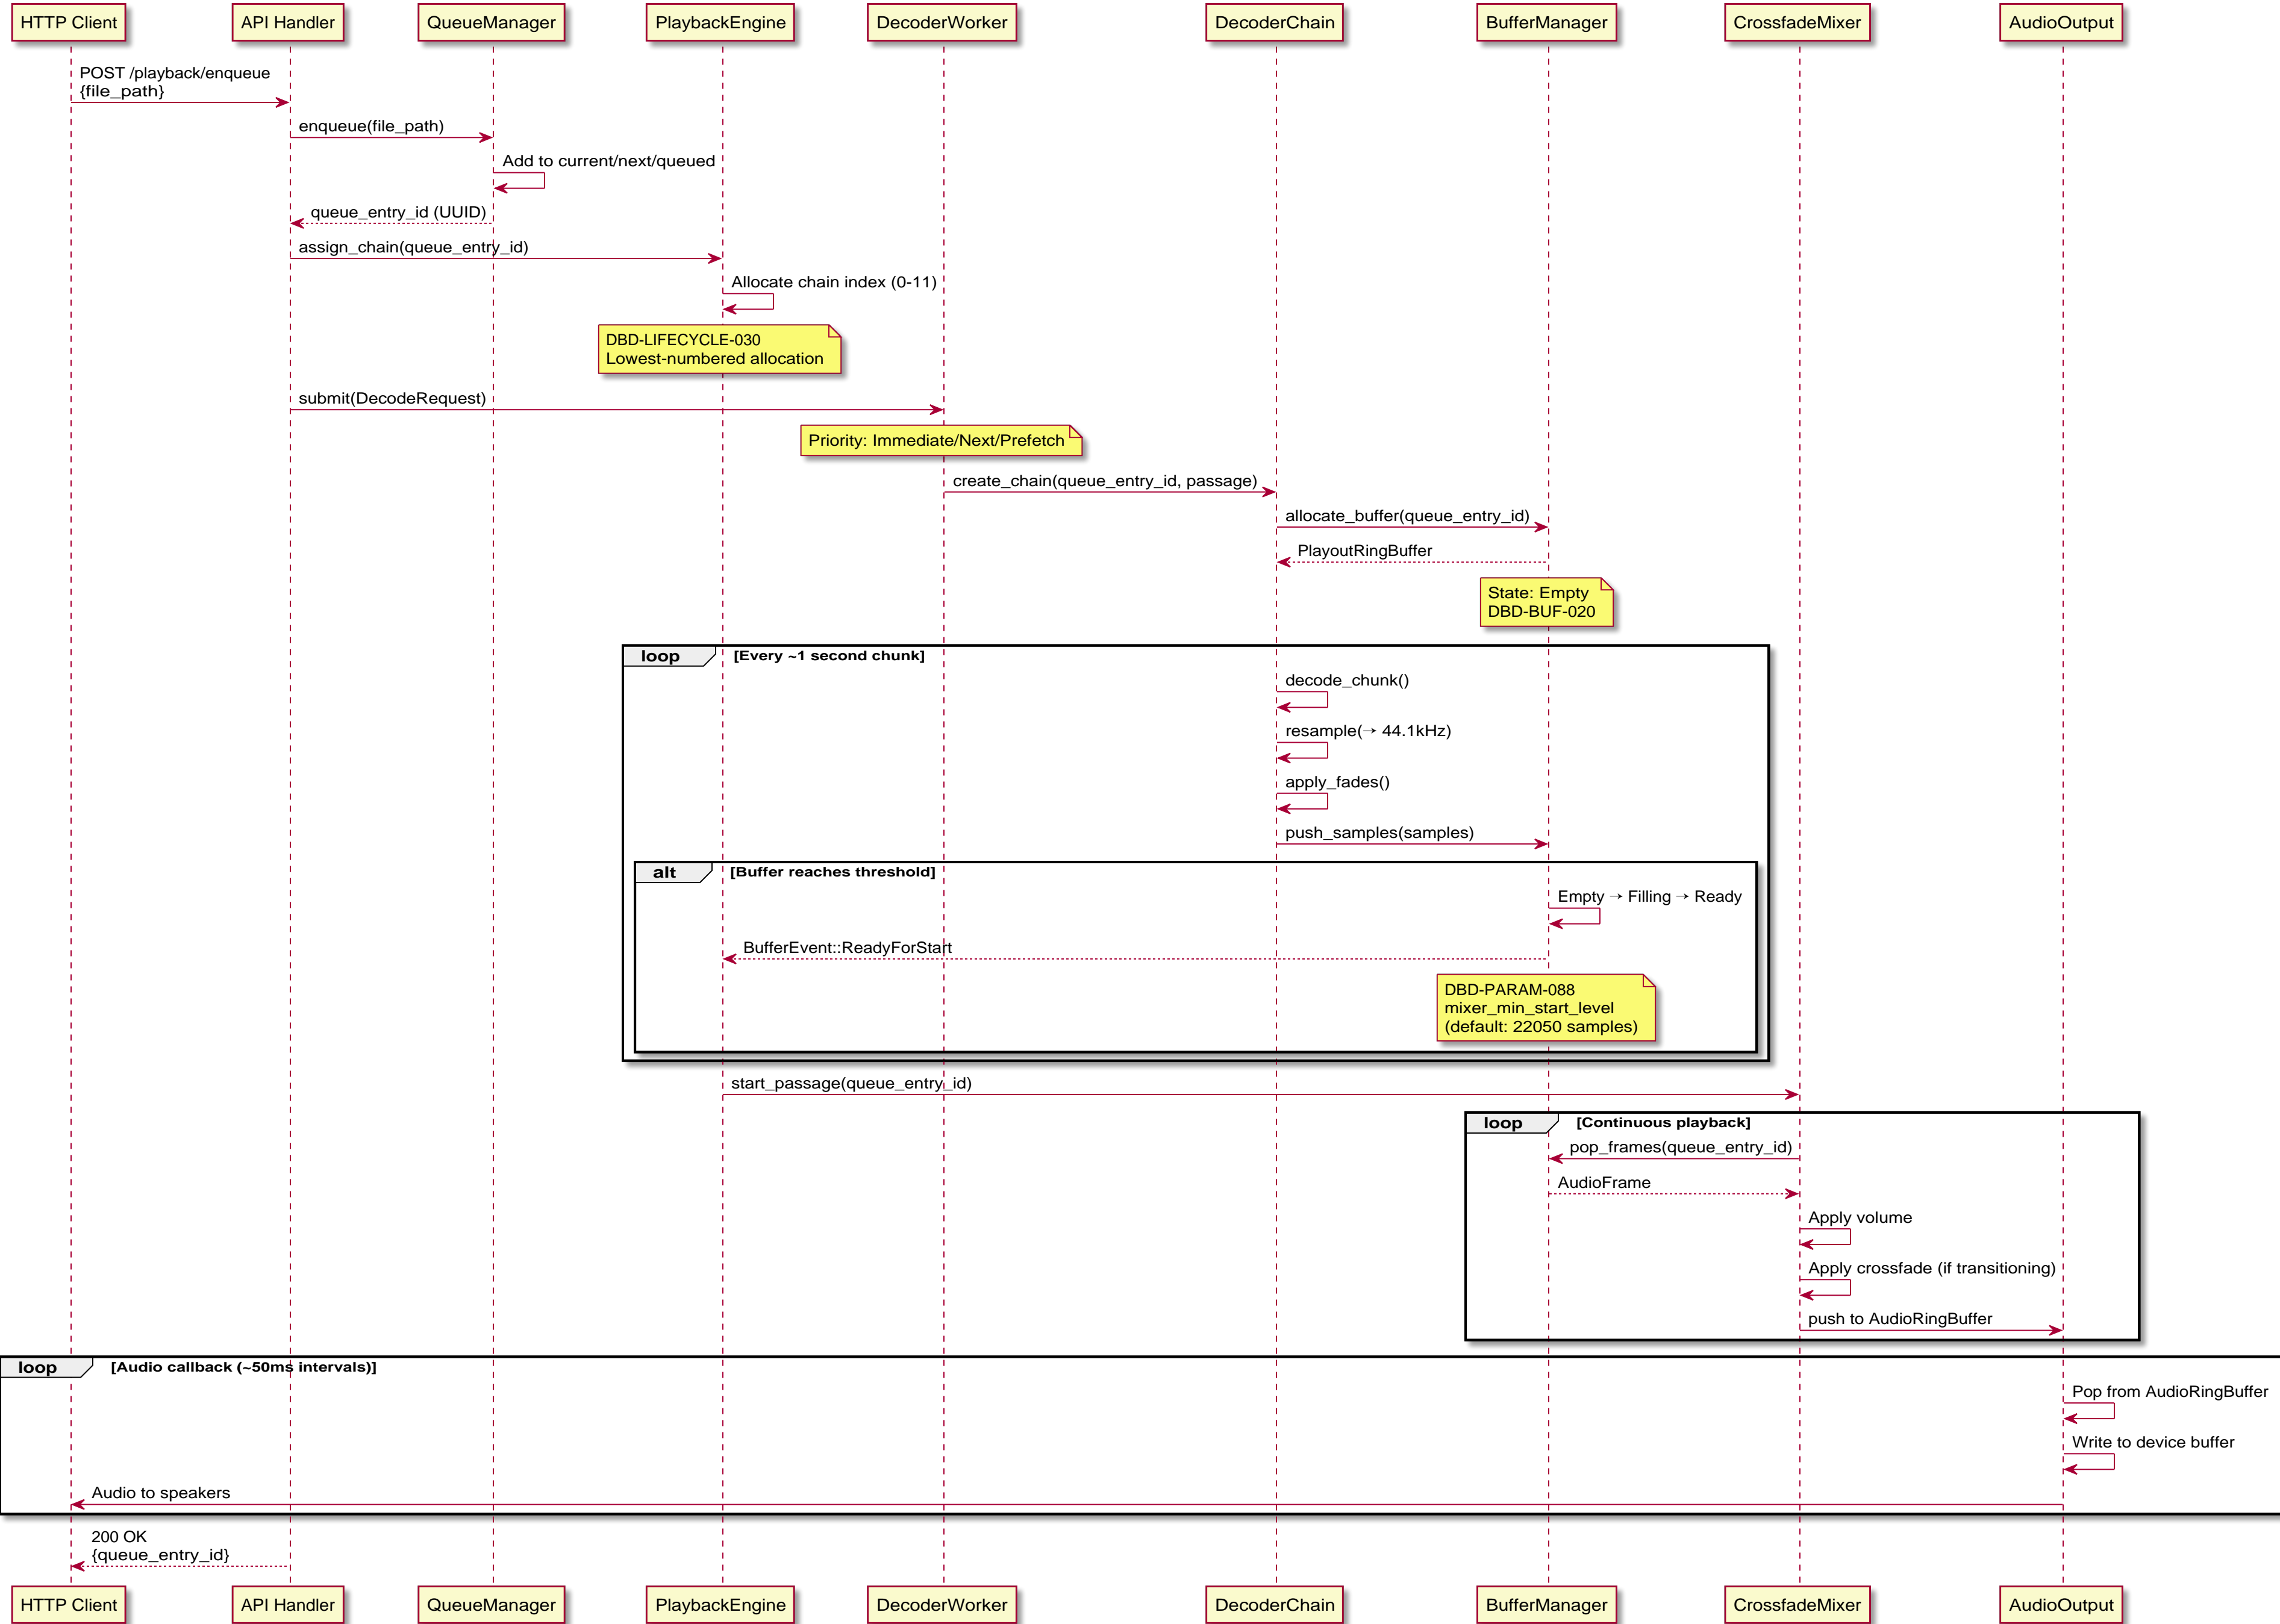 HTTP Client
API Handler
QueueManager
PlaybackEngine
DecoderWorker
DecoderChain
BufferManager
CrossfadeMixer
AudioOutput
POST /playback/enqueue
{file_path}
enqueue(file_path)
Add to current/next/queued
queue_entry_id (UUID)
assign_chain(queue_entry_id)
Allocate chain index (0-11)
DBD-LIFECYCLE-030
Lowest-numbered allocation
submit(DecodeRequest)
Priority: Immediate/Next/Prefetch
create_chain(queue_entry_id, passage)
allocate_buffer(queue_entry_id)
PlayoutRingBuffer
State: Empty
DBD-BUF-020
loop [Every ~1 second chunk]
decode_chunk()
resample(→ 44.1kHz)
apply_fades()
push_samples(samples)
alt [Buffer reaches threshold]
Empty → Filling → Ready
BufferEvent::ReadyForStart
DBD-PARAM-088
mixer_min_start_level
(default: 22050 samples)
start_passage(queue_entry_id)
loop [Continuous playback]
pop_frames(queue_entry_id)
AudioFrame
Apply volume
Apply crossfade (if transitioning)
push to AudioRingBuffer
loop [Audio callback (~50ms intervals)]
Pop from AudioRingBuffer
Write to device buffer
Audio to speakers
200 OK
{queue_entry_id}
HTTP Client
API Handler
QueueManager
PlaybackEngine
DecoderWorker
DecoderChain
BufferManager
CrossfadeMixer
AudioOutput